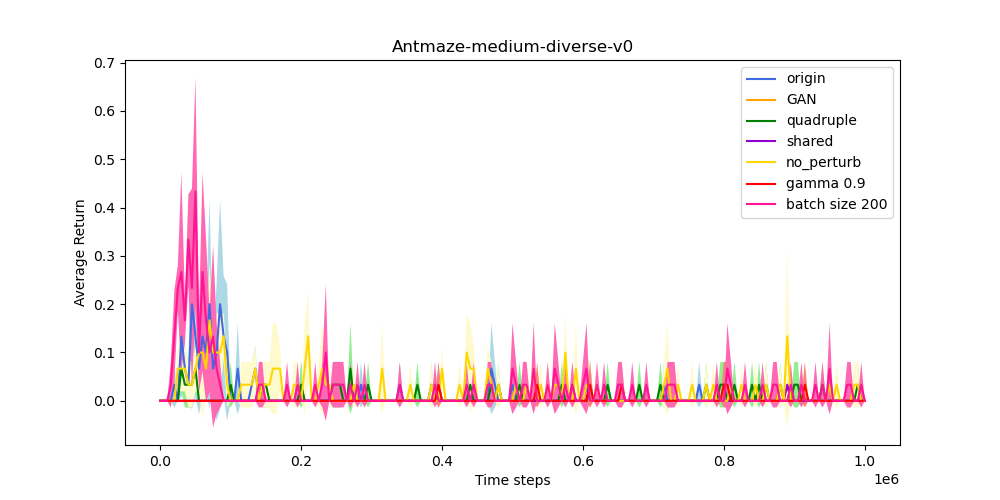 Antmaze-medium-diverse-v0
Average Return
0.7
0.6
0.5
0.4
0.3
0.2
0.1
0.0
origin
GAN
quadruple
shared
no_perturb
gamma 0.9
batch size 200
0.0 0.2 0.4 0.6 0.8 1.0
1e6
Time steps